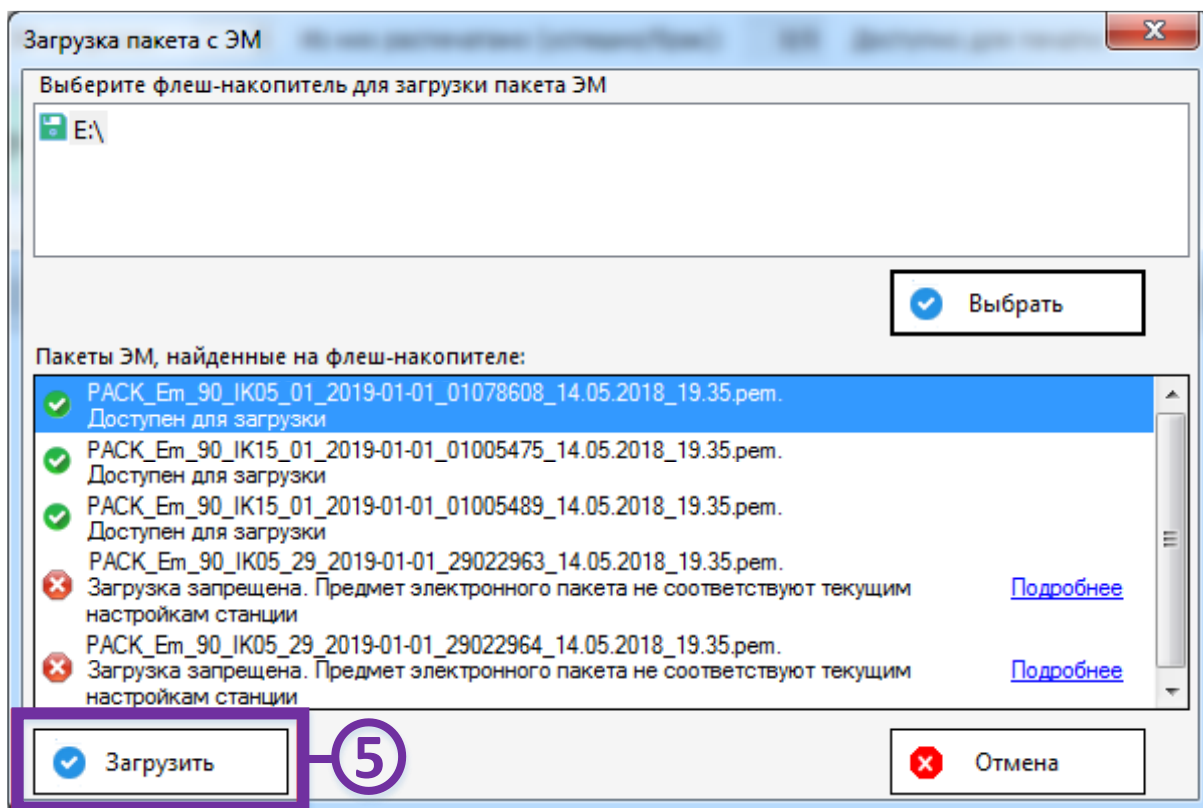 Загрузка пакета с ЭМ
Выберите флеш-накопитель для загрузки пакета ЭМ
E:\
Выбрать
Пакеты ЭМ, найденные на флеш-накопителе:
PACK_Em_90_IK05_01_2019-01-01_01078608_14.05.2018_19.35.pem.
Доступен для загрузки
PACK_Em_90_IK15_01_2019-01-01_01005475_14.05.2018_19.35.pem.
Доступен для загрузки
PACK_Em_90_IK15_01_2019-01-01_01005489_14.05.2018_19.35.pem.
Доступен для загрузки
PACK_Em_90_IK05_29_2019-01-01_29022963_14.05.2018_19.35.pem.
Загрузка запрещена. Предмет электронного пакета не соответствуют текущим Подробнее
настройкам станции
PACK_Em_90_IK05_29_2019-01-01_29022964_14.05.2018_19.35.pem.
Загрузка запрещена. Предмет электронного пакета не соответствуют текущим Подробнее
настройкам станции
Загрузить 5 Отмена